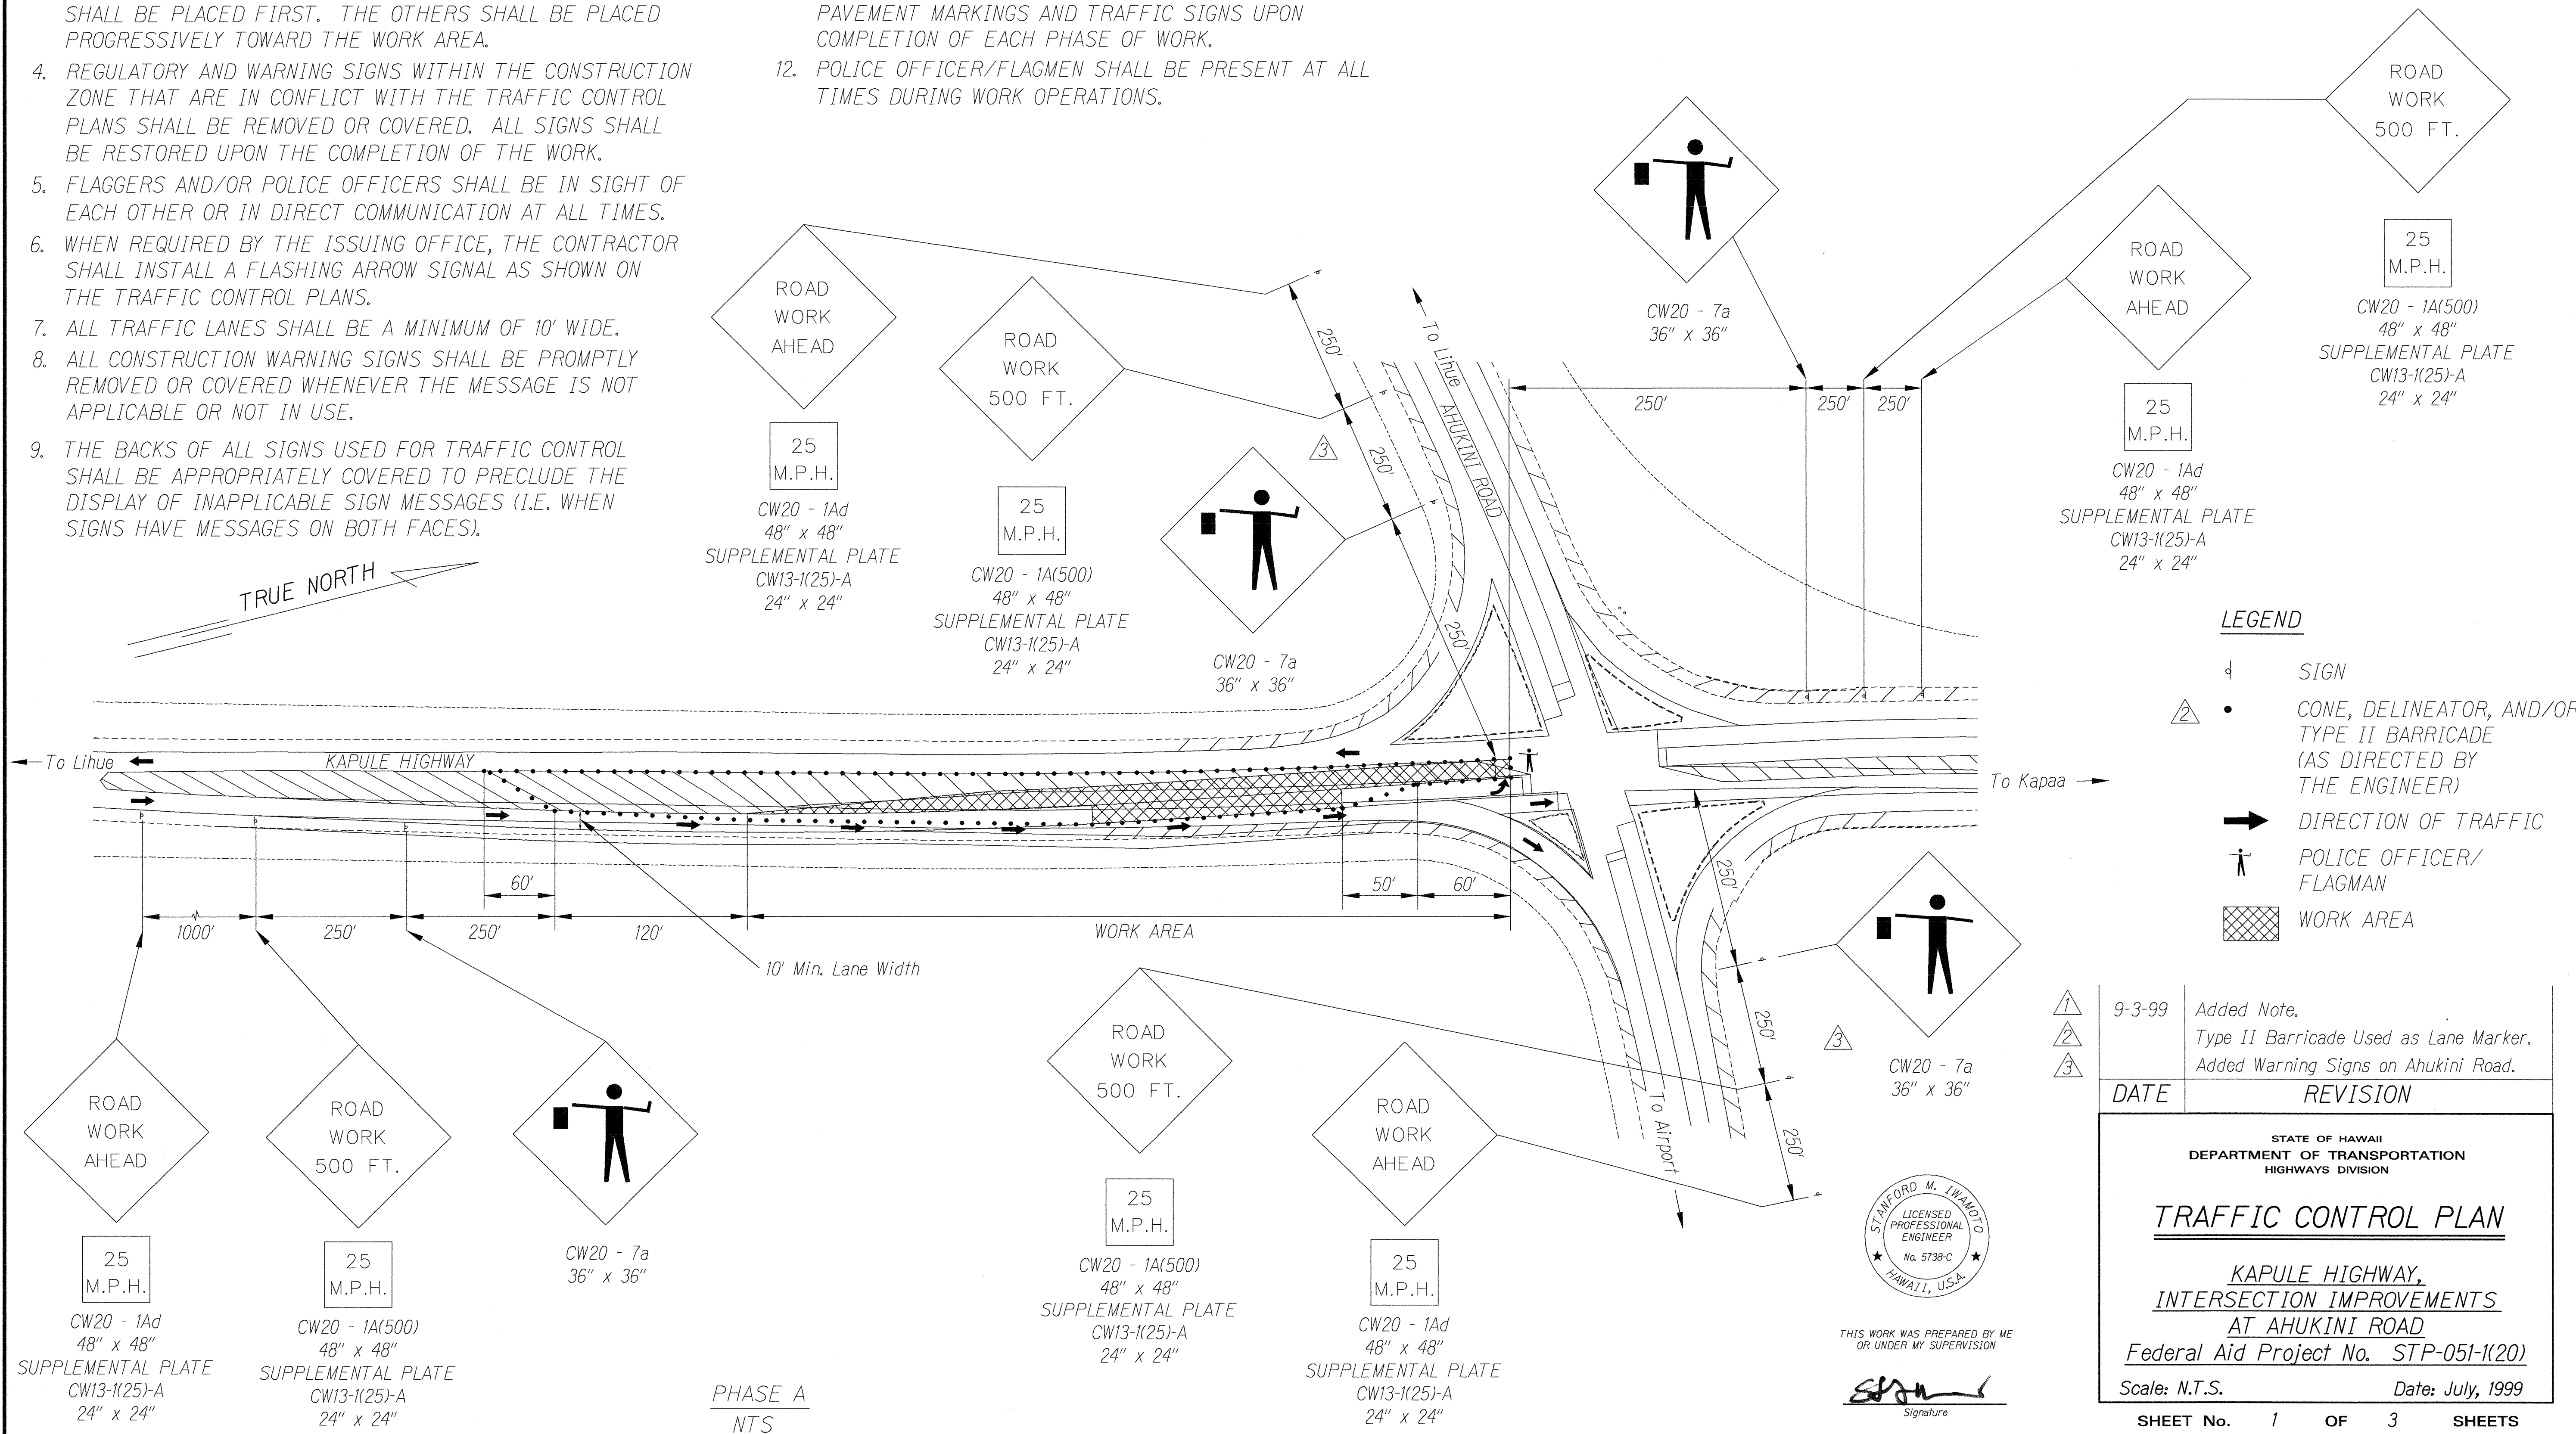 SHALL BE PLACED FIRST. THE OTHERS SHALL BE PLACED
PROGRESSIVELY TOWARD THE WORK AREA.
4. REGULATORY AND WARNING SIGNS WITHIN THE CONSTRUCTION
ZONE THAT ARE IN CONFLICT WITH THE TRAFFIC CONTROL
PLANS SHALL BE REMOVED OR COVERED. ALL SIGNS SHALL
BE RESTORED UPON THE COMPLETION OF THE WORK.
5. FLAGGERS AND/OR POLICE OFFICERS SHALL BE IN SIGHT OF
EACH OTHER OR IN DIRECT COMMUNICATION AT ALL TIMES.
6. WHEN REQUIRED BY THE ISSUING OFFICE, THE CONTRACTOR
SHALL INSTALL A FLASHING ARROW SIGNAL AS SHOWN ON
THE TRAFFIC CONTROL PLANS.
7. ALL TRAFFIC LANES SHALL BE A MINIMUM OF 10' WIDE.
8. ALL CONSTRUCTION WARNING SIGNS SHALL BE PROMPTLY
REMOVED OR COVERED WHENEVER THE MESSAGE IS NOT
APPLICABLE OR NOT IN USE.
9. THE BACKS OF ALL SIGNS USED FOR TRAFFIC CONTROL
SHALL BE APPROPRIATELY COVERED TO PRECLUDE THE
DISPLAY OF INAPPLICABLE SIGN MESSAGES (I.E. WHEN
SIGNS HAVE MESSAGES ON BOTH FACES).
PAVEMENT MARKINGS AND TRAFFIC SIGNS UPON
COMPLETION OF EACH PHASE OF WORK.
12. POLICE OFFICER/FLAGMEN SHALL BE PRESENT AT ALL
TIMES DURING WORK OPERATIONS.
TRUE NORTH
ROAD
WORK
AHEAD
25
M.P.H.
CW20 - 1Ad
48" x 48"
SUPPLEMENTAL PLATE
CW13-1(25)-A
24" x 24"
ROAD
WORK
500 FT.
25
M.P.H.
CW20 - 1A(500)
48" x 48"
SUPPLEMENTAL PLATE
CW13-1(25)-A
24" x 24"
CW20 - 7a
36" x 36"
250'
250'
250'
3
To Lihue
AHUKINI ROAD
CW20 - 7a
36" x 36"
250'
250'
250'
ROAD
WORK
AHEAD
25
M.P.H.
CW20 - 1Ad
48" x 48"
SUPPLEMENTAL PLATE
CW13-1(25)-A
24" x 24"
ROAD
WORK
500 FT.
25
M.P.H.
CW20 - 1A(500)
48" x 48"
SUPPLEMENTAL PLATE
CW13-1(25)-A
24" x 24"
LEGEND
SIGN
2
CONE, DELINEATOR, AND/OR
TYPE II BARRICADE
(AS DIRECTED BY
THE ENGINEER)
DIRECTION OF TRAFFIC
POLICE OFFICER/
FLAGMAN
WORK AREA
To Lihue
KAPULE HIGHWAY
To Kapaa
60'
50'
60'
1000'
250'
250'
120'
WORK AREA
10' Min. Lane Width
ROAD
WORK
AHEAD
25
M.P.H.
CW20 - 1Ad
48" x 48"
SUPPLEMENTAL PLATE
CW13-1(25)-A
24" x 24"
ROAD
WORK
500 FT.
25
M.P.H.
CW20 - 1A(500)
48" x 48"
SUPPLEMENTAL PLATE
CW13-1(25)-A
24" x 24"
CW20 - 7a
36" x 36"
PHASE A
NTS
ROAD
WORK
500 FT.
25
M.P.H.
CW20 - 1A(500)
48" x 48"
SUPPLEMENTAL PLATE
CW13-1(25)-A
24" x 24"
ROAD
WORK
AHEAD
25
M.P.H.
CW20 - 1Ad
48" x 48"
SUPPLEMENTAL PLATE
CW13-1(25)-A
24" x 24"
250'
250'
250'
To Airport
3
CW20 - 7a
36" x 36"
STANFORD M. IWAMOTO
LICENSED
PROFESSIONAL
ENGINEER
No. 5738-C
HAWAII, U.S.A.
THIS WORK WAS PREPARED BY ME
OR UNDER MY SUPERVISION
Signature
1 9-3-99 Added Note.
2 Type II Barricade Used as Lane Marker.
3 Added Warning Signs on Ahukini Road.
DATE REVISION
STATE OF HAWAII
DEPARTMENT OF TRANSPORTATION
HIGHWAYS DIVISION
TRAFFIC CONTROL PLAN
KAPULE HIGHWAY,
INTERSECTION IMPROVEMENTS
AT AHUKINI ROAD
Federal Aid Project No. STP-051-1(20)
Scale: N.T.S. Date: July, 1999
SHEET No. 1 OF 3 SHEETS